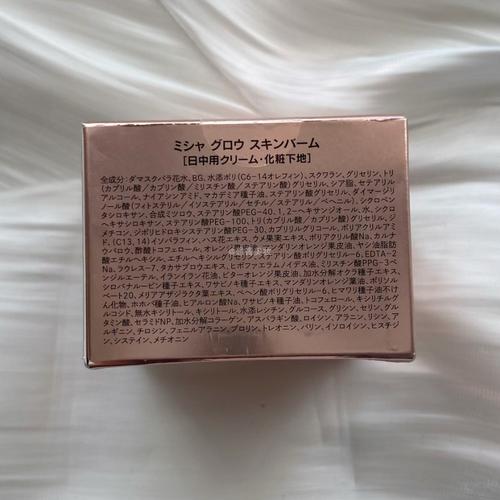 ミシャ グロウ スキンバーム
[日中用クリーム・化粧下地]
全成分:ダマスクバラ花水、BG、水添ポリ(C6-14オレフィン)、スクワラン、グリセリン、トリ
(カプリル酸/カプリン酸/ミリスチン酸/ステアリン酸)グリセリル、シア脂、セテアリル
アルコール、ナイアシンアミド、マカデミア種子油、ステアリン酸グリセリル、ダイマージリ
ノール酸(フィトステリル/イソステアリル/セチル/ステアリル/ベヘニル)、シクロペン
タシロキサン、合成ミツロウ、ステアリン酸PEG-40、1,2-ヘキサンジオール、水、シクロ
ヘキサシロキサン、ステアリン酸PEG-100、トリ(カプリル酸/カプリン酸)グリセリル、ジ
メチコン、ジポリヒドロキシステアリン酸PEG-30、カプリリルグリコール、ポリアクリルアミ
ド、(C13,14)イソパラフィン、ハス花エキス、ウメ果実エキス、ポリアクリル酸Na、カルナ
ウバロウ、酢酸トコフェロール、オレンジ油、マンダリンオレンジ果皮油、ヤシ油脂肪
酸エチルヘキシル、エチルヘキシルグリセリン、ステアリン酸ポリグリセリル-6、EDTA-2
Na、ラウレス-7、タカサブロウエキス、ヒポファエラムノイデス油、ミリスチン酸PPG-3ベ
ンジルエーテル、イランイラン花油、ビターオレンジ果皮油、加水分解オクラ種子エキス、
シロバナルーピン種子エキス、ワサビノキ種子エキス、マンダリンオレンジ葉油、ポリソル
ベート20、メリアアザジラクタ葉エキス、ベヘン酸ポリグリセリル-6、ヒマワリ種子油不け
ん化物、ホホバ種子油、ヒアルロン酸Na、ワサビノキ種子油、トコフェロール、キシリチルグ
ルコシド、無水キシリトール、キシリトール、水添レシチン、グルコース、グリシン、セリン、グル
タミン酸、セラミドNP、加水分解コラーゲン、アスパラギン酸、ロイシン、アラニン、リシン、ア
ルギニン、チロシン、フェニルアラニン、プロリン、トレオニン、バリン、イソロイシン、ヒスチジ
ン、システイン、メチオニン